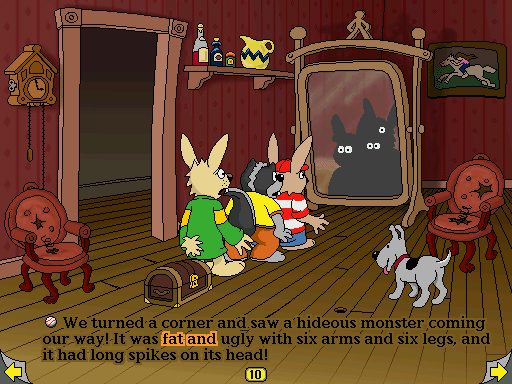 We turned a corner and saw a hideous monster coming
our way! It was fat and ugly with six arms and six legs, and
it had long spikes on its head!
10